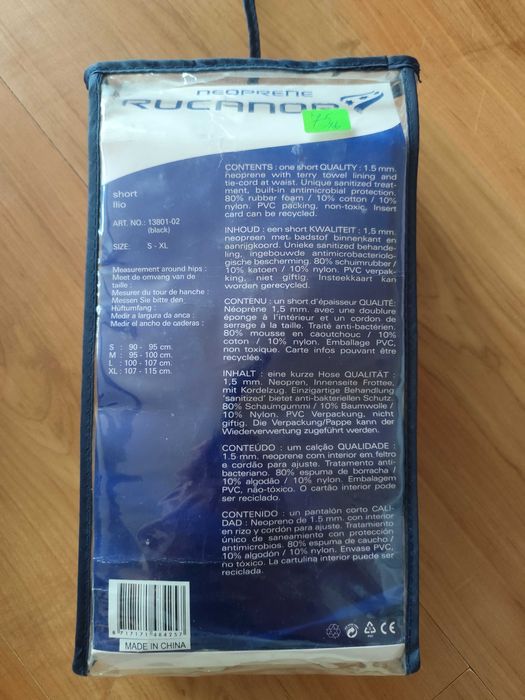 NEOPRENE
RUCANOR
short
Ilio
ART. NO.: 13801-02
(black)
SIZE: S - XL
Measurement around hips :
Meet de omvang van de
taille :
Mesurer du tour de hanche :
Messen Sie bitte den
Hüftumfang :
Medir a largura da anca :
Medir el ancho de caderas :
S : 90 - 95 cm.
M : 95 - 100 cm.
L : 100 - 107 cm.
XL : 107 - 115 cm.
CONTENTS : one short QUALITY : 1.5 mm.
neoprene with terry towel lining and
tie-cord at waist. Unique sanitized treat-
ment, built-in antimicrobial protection.
80% rubber foam / 10% cotton / 10%
nylon. PVC packing, non-toxic. Insert
card can be recycled.
INHOUD : een short KWALITEIT : 1,5 mm.
neopreen met badstof binnenkant en
aanrijgkoord. Unieke sanitized behande-
ling, ingebouwde antimicrobacteriolo-
gische bescherming. 80% schuimrubber /
10% katoen / 10% nylon. PVC verpak-
king, niet giftig. Insteekkaart kan
worden gerecycled.
CONTENU : un short d'épaisseur QUALITÉ:
Néoprène 1,5 mm. avec une doublure
éponge à l'intérieur et un cordon de
serrage à la taille. Traité anti-bactérien.
80% mousse en caoutchouc / 10%
coton / 10% nylon. Emballage PVC,
non toxique. Carte infos pouvant être
recyclée.
INHALT : eine kurze Hose QUALITÄT :
1,5 mm. Neopren, Innenseite Frottee,
mit Kordelzug. Einzigartige Behandlung
'sanitized' bietet anti-bakteriellen Schutz.
80% Schaumgummi / 10% Baumwolle /
10% Nylon. PVC Verpackung, nicht
giftig. Die Verpackung/Pappe kann der
Wiederverwertung zugeführt werden.
CONTEÚDO : um calção QUALIDADE :
1.5 mm. neoprene com interior em feltro
e cordão para ajuste. Tratamento anti-
bacteriano. 80% espuma de borracha /
10% algodão / 10% nylon. Embalagem
PVC, não-tóxico. O cartão interior pode
ser reciclado.
CONTENIDO : un pantalón corto CALI-
DAD : Neopreno de 1.5 mm. con interior
en rizo y cordón para ajuste. Tratamiento
único de saneamiento con protección
antimicrobios. 80% espuma de caucho /
10% algodón / 10% nylon. Envase PVC,
no tóxico. La cartulina interior puede ser
reciclada.
MADE IN CHINA
CE